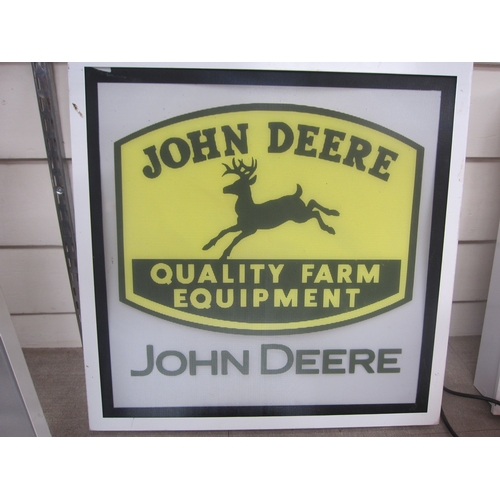 JOHN DEERE
QUALITY FARM
EQUIPMENT
JOHN DEERE